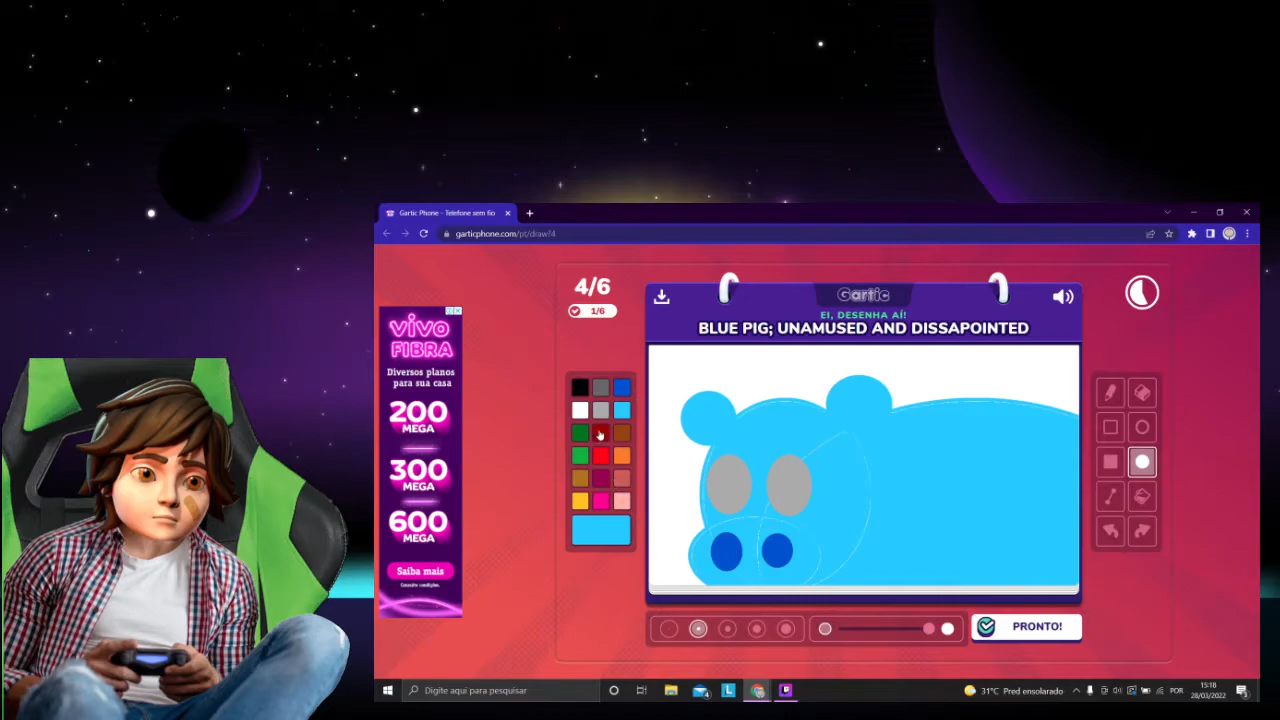 Gartic Phone - Telefone sem fio
garticphone.com/pt/draw
4/6
1/6
Gartic
EI, DESENHA AÍ!
BLUE PIG; UNAMUSED AND DISSAPOINTED
vivo
FIBRA
Diversos planos
para sua casa
200
MEGA
300
MEGA
600
MEGA
Saiba mais
PRONTO!
Digite aqui para pesquisar
L
31°C Pred ensolarado
POR
15:18
28/03/2022